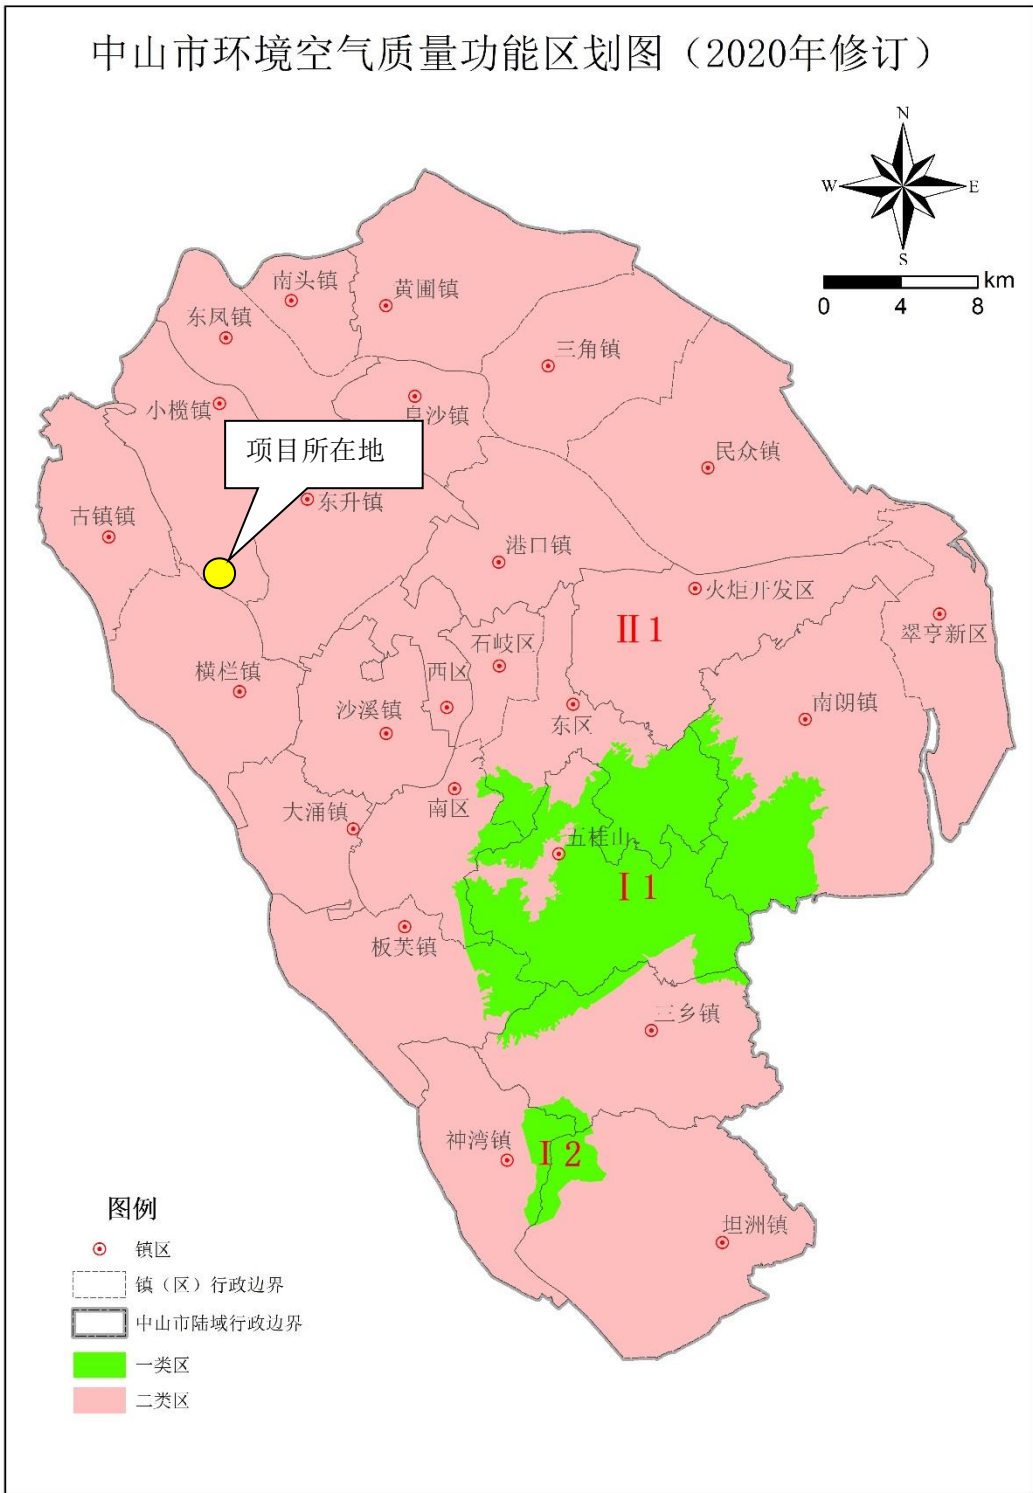 中山市环境空气质量功能区划图（2020年修订）
N
W
E
S
km
0
4
8
南头镇
黄圃镇
东凤镇
三角镇
小榄镇
阜沙镇
项目所在地
民众镇
东升镇
古镇镇
港口镇
火炬开发区
Ⅱ1
翠亨新区
石岐区
西区
横栏镇
沙溪镇
东区
南朗镇
南区
大涌镇
五桂山
Ⅰ1
板芙镇
三乡镇
神湾镇
Ⅰ2
坦洲镇
图例
镇区
镇（区）行政边界
中山市陆域行政边界
一类区
二类区